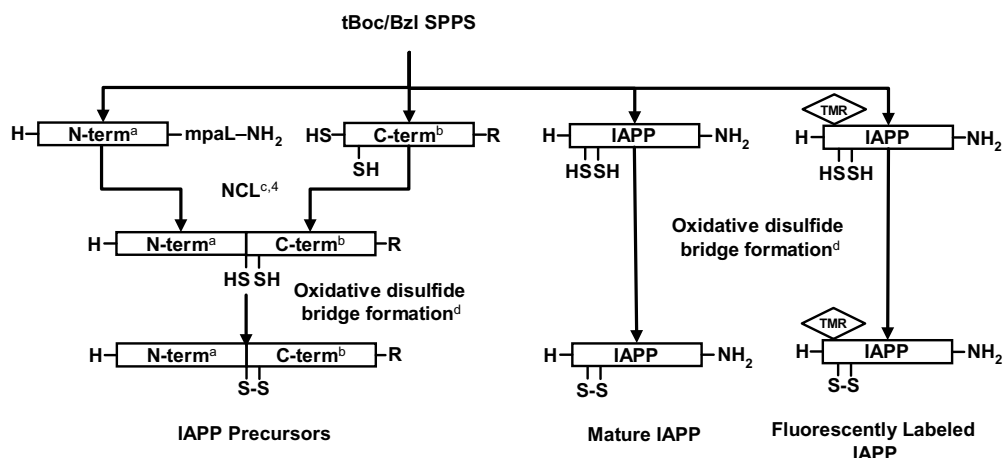 tBoc/Bzl SPPS
TMR
H N-termᵃ mpaL–NH₂
HS C-termᵇ R
SH
H IAPP NH₂
HS SH
H IAPP NH₂
HS SH
NCLᶜ,⁴
H N-termᵃ C-termᵇ R
HS SH
Oxidative disulfide
bridge formationᵈ
Oxidative disulfide
bridge formationᵈ
TMR
H N-termᵃ C-termᵇ R
S-S
H IAPP NH₂
S-S
H IAPP NH₂
S-S
IAPP Precursors
Mature IAPP
Fluorescently Labeled
IAPP